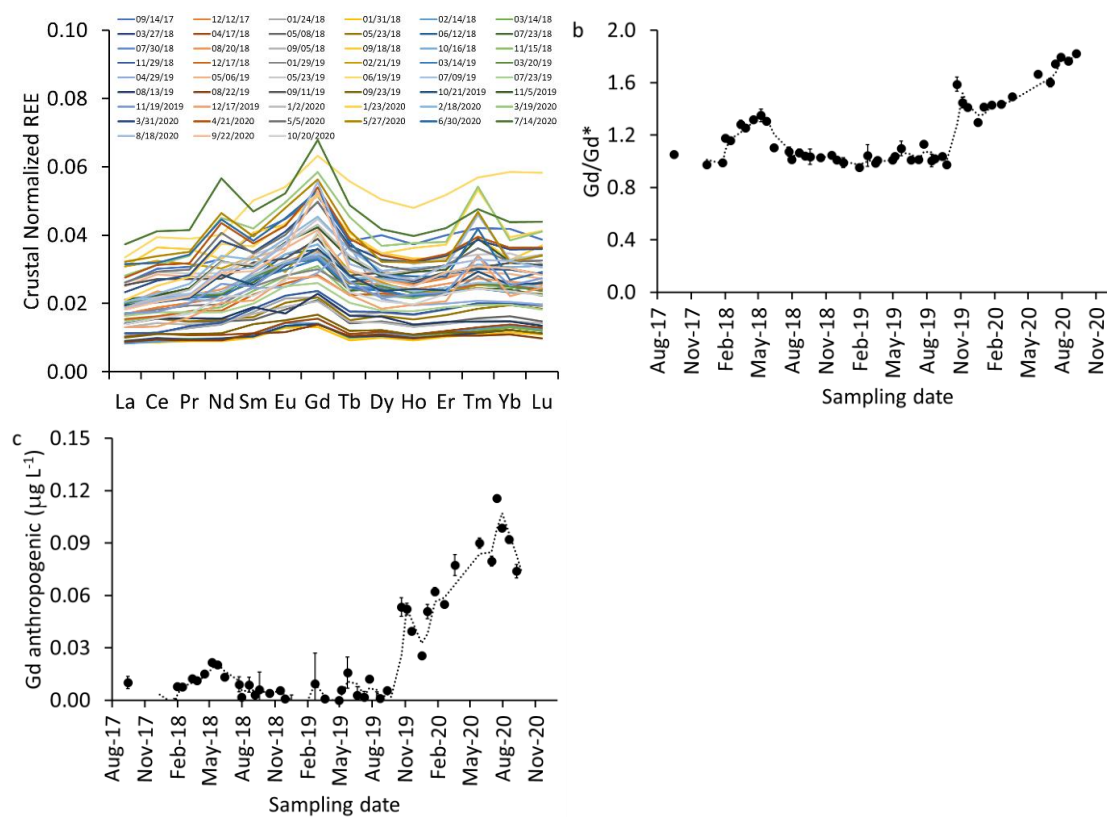 0.10
0.08
0.06
0.04
0.02
0.00
Crustal Normalized REE
09/14/17 12/12/17 01/24/18 01/31/18 02/14/18 03/14/18
03/27/18 04/17/18 05/08/18 05/23/18 06/12/18 07/23/18
07/30/18 08/20/18 09/05/18 09/18/18 10/16/18 11/15/18
11/29/18 12/17/18 01/29/19 02/21/19 03/14/19 03/20/19
04/29/19 05/06/19 05/23/19 06/19/19 07/09/19 07/23/19
08/13/19 08/22/19 09/11/19 09/23/19 10/21/2019 11/5/2019
11/19/2019 12/17/2019 1/2/2020 1/23/2020 2/18/2020 3/19/2020
3/31/2020 4/21/2020 5/5/2020 5/27/2020 6/30/2020 7/14/2020
8/18/2020 9/22/2020 10/20/2020
La Ce Pr Nd Sm Eu Gd Tb Dy Ho Er Tm Yb Lu
b
2.0
1.6
1.2
0.8
0.4
0.0
Gd/Gd*
Aug-17 Nov-17 Feb-18 May-18 Aug-18 Nov-18 Feb-19 May-19 Aug-19 Nov-19 Feb-20 May-20 Aug-20 Nov-20
Sampling date
c
0.15
0.12
0.09
0.06
0.03
0.00
Gd anthropogenic (µg L⁻¹)
Aug-17 Nov-17 Feb-18 May-18 Aug-18 Nov-18 Feb-19 May-19 Aug-19 Nov-19 Feb-20 May-20 Aug-20 Nov-20
Sampling date